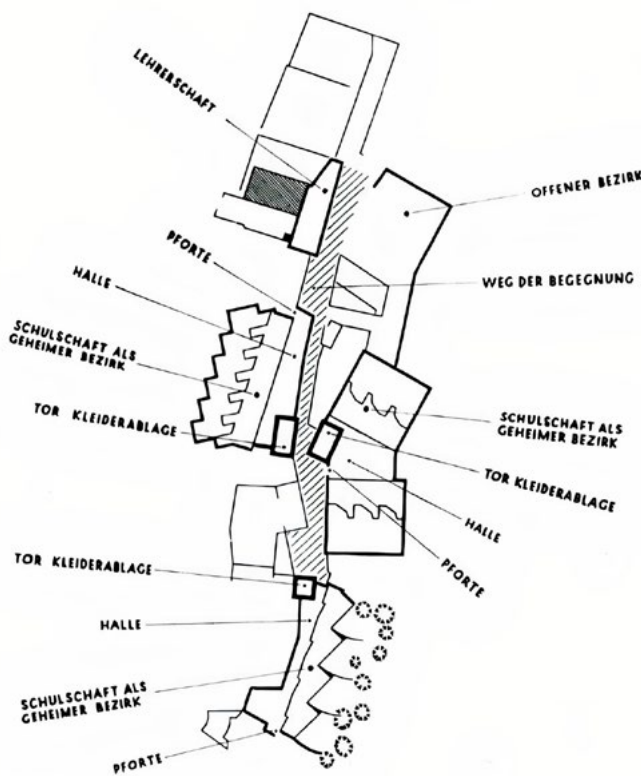 LEHRERSCHAFT
OFFENER BEZIRK
PFORTE
HALLE
WEG DER BEGEGNUNG
SCHULSCHAFT ALS
GEHEIMER BEZIRK
TOR KLEIDERABLAGE
SCHULSCHAFT ALS
GEHEIMER BEZIRK
TOR KLEIDERABLAGE
HALLE
PFORTE
TOR KLEIDERABLAGE
HALLE
SCHULSCHAFT ALS
GEHEIMER BEZIRK
PFORTE